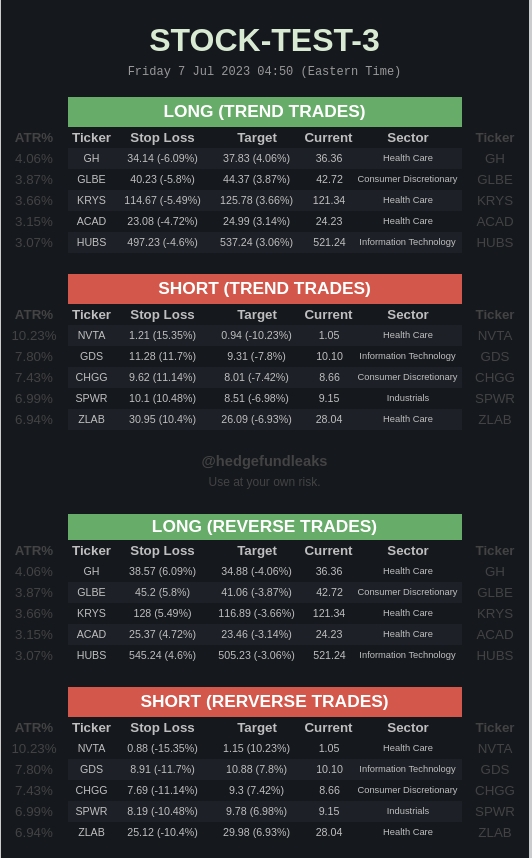 STOCK-TEST-3
Friday 7 Jul 2023 04:50 (Eastern Time)
LONG (TREND TRADES)
ATR% Ticker Stop Loss Target Current Sector Ticker
4.06% GH 34.14 (-6.09%) 37.83 (4.06%) 36.36 Health Care GH
3.87% GLBE 40.23 (-5.8%) 44.37 (3.87%) 42.72 Consumer Discretionary GLBE
3.66% KRYS 114.67 (-5.49%) 125.78 (3.66%) 121.34 Health Care KRYS
3.15% ACAD 23.08 (-4.72%) 24.99 (3.14%) 24.23 Health Care ACAD
3.07% HUBS 497.23 (-4.6%) 537.24 (3.06%) 521.24 Information Technology HUBS
SHORT (TREND TRADES)
ATR% Ticker Stop Loss Target Current Sector Ticker
10.23% NVTA 1.21 (15.35%) 0.94 (-10.23%) 1.05 Health Care NVTA
7.80% GDS 11.28 (11.7%) 9.31 (-7.8%) 10.10 Information Technology GDS
7.43% CHGG 9.62 (11.14%) 8.01 (-7.42%) 8.66 Consumer Discretionary CHGG
6.99% SPWR 10.1 (10.48%) 8.51 (-6.98%) 9.15 Industrials SPWR
6.94% ZLAB 30.95 (10.4%) 26.09 (-6.93%) 28.04 Health Care ZLAB
@hedgefundleaks
Use at your own risk.
LONG (REVERSE TRADES)
ATR% Ticker Stop Loss Target Current Sector Ticker
4.06% GH 38.57 (6.09%) 34.88 (-4.06%) 36.36 Health Care GH
3.87% GLBE 45.2 (5.8%) 41.06 (-3.87%) 42.72 Consumer Discretionary GLBE
3.66% KRYS 128 (5.49%) 116.89 (-3.66%) 121.34 Health Care KRYS
3.15% ACAD 25.37 (4.72%) 23.46 (-3.14%) 24.23 Health Care ACAD
3.07% HUBS 545.24 (4.6%) 505.23 (-3.06%) 521.24 Information Technology HUBS
SHORT (RERVERSE TRADES)
ATR% Ticker Stop Loss Target Current Sector Ticker
10.23% NVTA 0.88 (-15.35%) 1.15 (10.23%) 1.05 Health Care NVTA
7.80% GDS 8.91 (-11.7%) 10.88 (7.8%) 10.10 Information Technology GDS
7.43% CHGG 7.69 (-11.14%) 9.3 (7.42%) 8.66 Consumer Discretionary CHGG
6.99% SPWR 8.19 (-10.48%) 9.78 (6.98%) 9.15 Industrials SPWR
6.94% ZLAB 25.12 (-10.4%) 29.98 (6.93%) 28.04 Health Care ZLAB